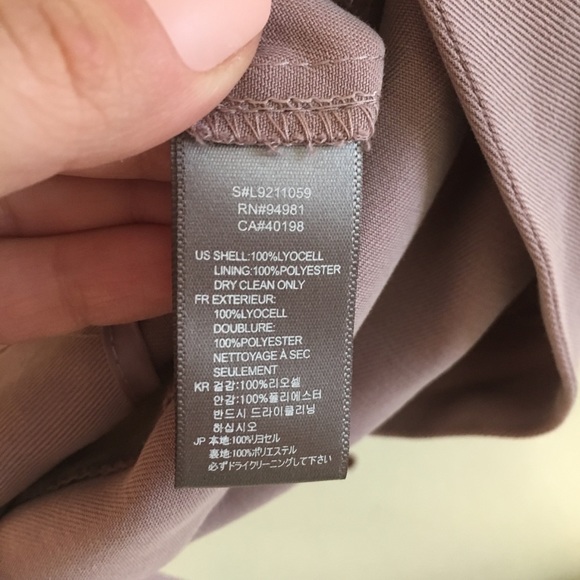 S#L9211059
RN#94981
CA#40198
US SHELL:100%LYOCELL
LINING:100%POLYESTER
DRY CLEAN ONLY
FR EXTERIEUR:
100%LYOCELL
DOUBLURE:
100%POLYESTER
NETTOYAGE À SEC
SEULEMENT
KR 겉감:100%리오셀
안감:100%폴리에스터
반드시 드라이클리닝
하십시오
JP 本地:100%リヨセル
裏地:100%ポリエステル
必ずドライクリーニングして下さい